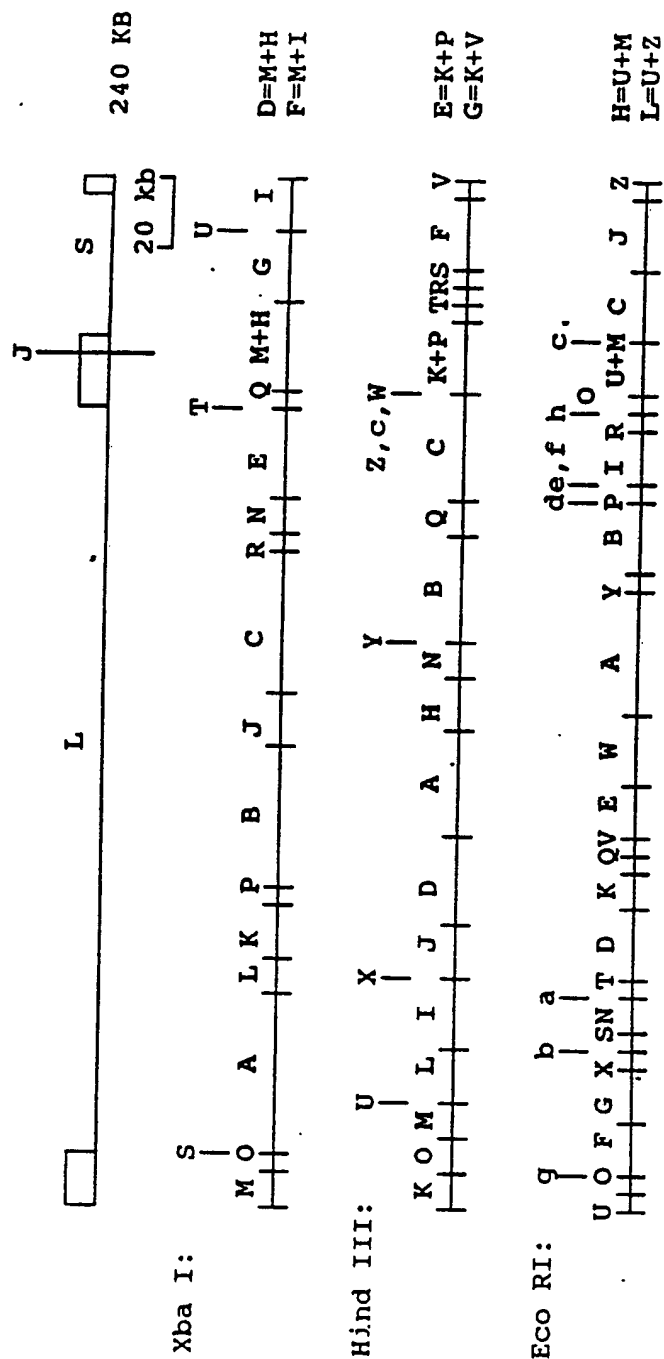 J
L S
240 KB
20 kb
S T U
Xba I: M O A L K P B J C R N E Q M+H G I
D=M+H
F=M+I
U X Y Z,c,W
Hind III: K O M L I J D A H N B Q C K+P TRS F V
E=K+P
G=K+V
g b a de,f h c.
Eco RI: U O F G X SN T D K QV E W A Y B P I R O U+M C J Z
H=U+M
L=U+Z